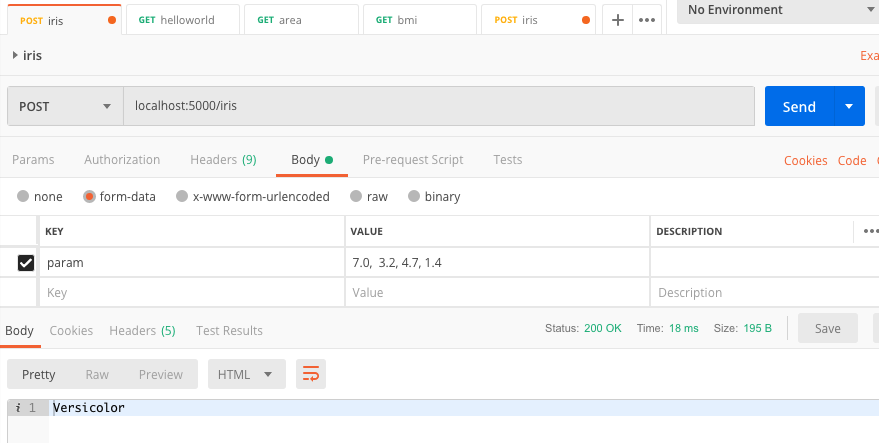 POST iris GET helloworld GET area GET bmi POST iris + ••• No Environment
iris Exa
POST localhost:5000/iris Send
Params Authorization Headers (9) Body Pre-request Script Tests Cookies Code
none form-data x-www-form-urlencoded raw binary
KEY VALUE DESCRIPTION •••
param 7.0, 3.2, 4.7, 1.4
Key Value Description
Body Cookies Headers (5) Test Results Status: 200 OK Time: 18 ms Size: 195 B Save
Pretty Raw Preview HTML
i 1 Versicolor